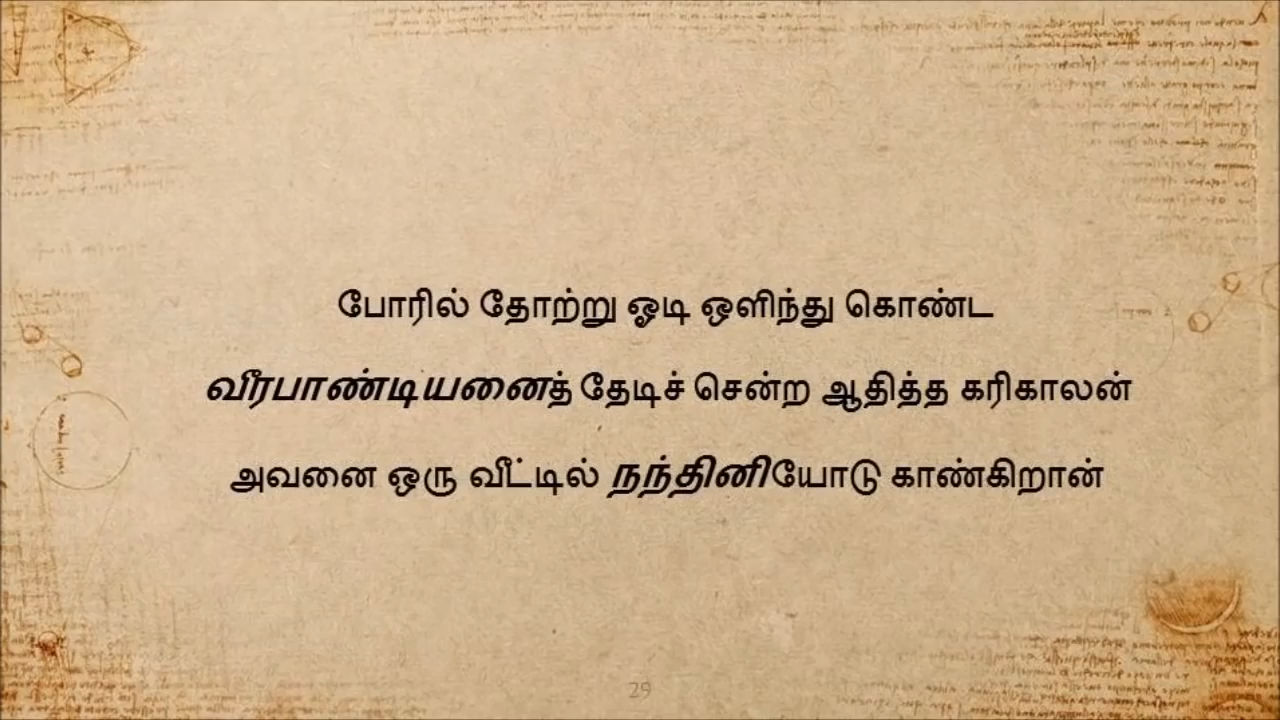 போரில் தோற்று ஓடி ஒளிந்து கொண்ட
வீரபாண்டியனைத் தேடிச் சென்ற ஆதித்த கரிகாலன்
அவனை ஒரு வீட்டில் நந்தினியோடு காண்கிறான்
29